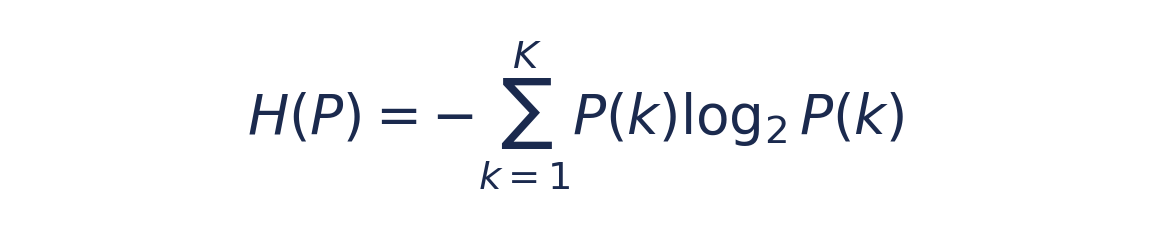 H(P) = −∑_{k=1}^{K} P(k) log₂ P(k)